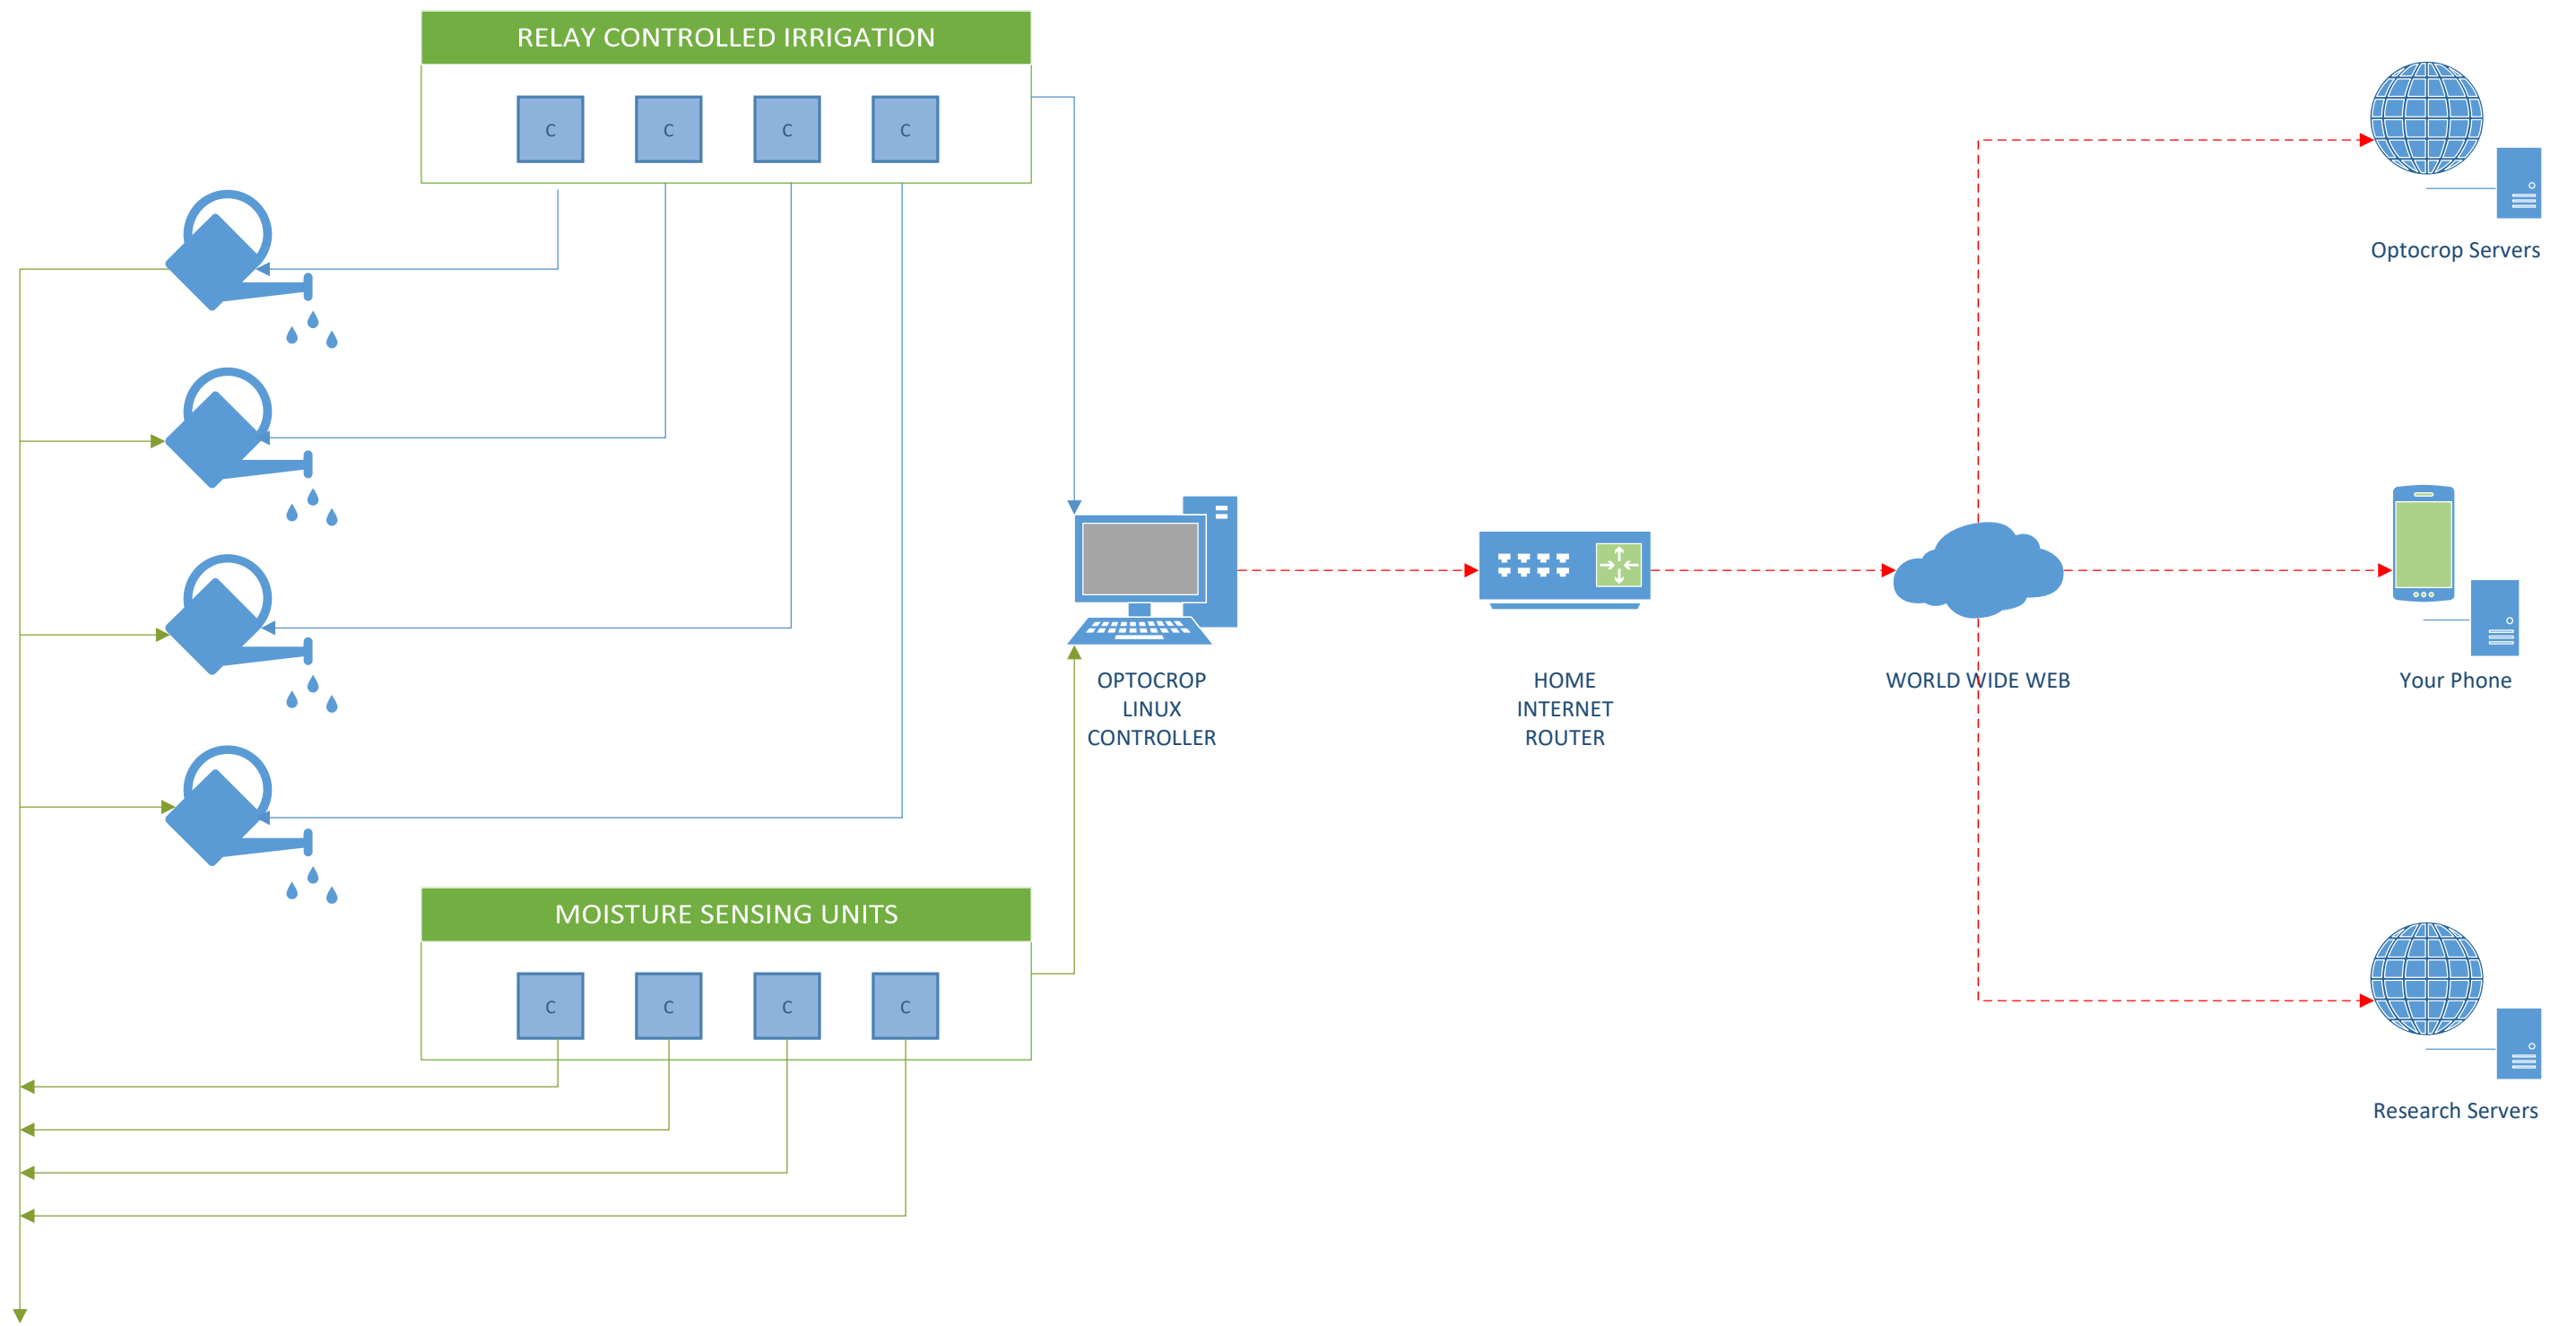 RELAY CONTROLLED IRRIGATION
C C C C
Optocrop Servers
OPTOCROP
LINUX
CONTROLLER
HOME
INTERNET
ROUTER
WORLD WIDE WEB
Your Phone
MOISTURE SENSING UNITS
C C C C
Research Servers